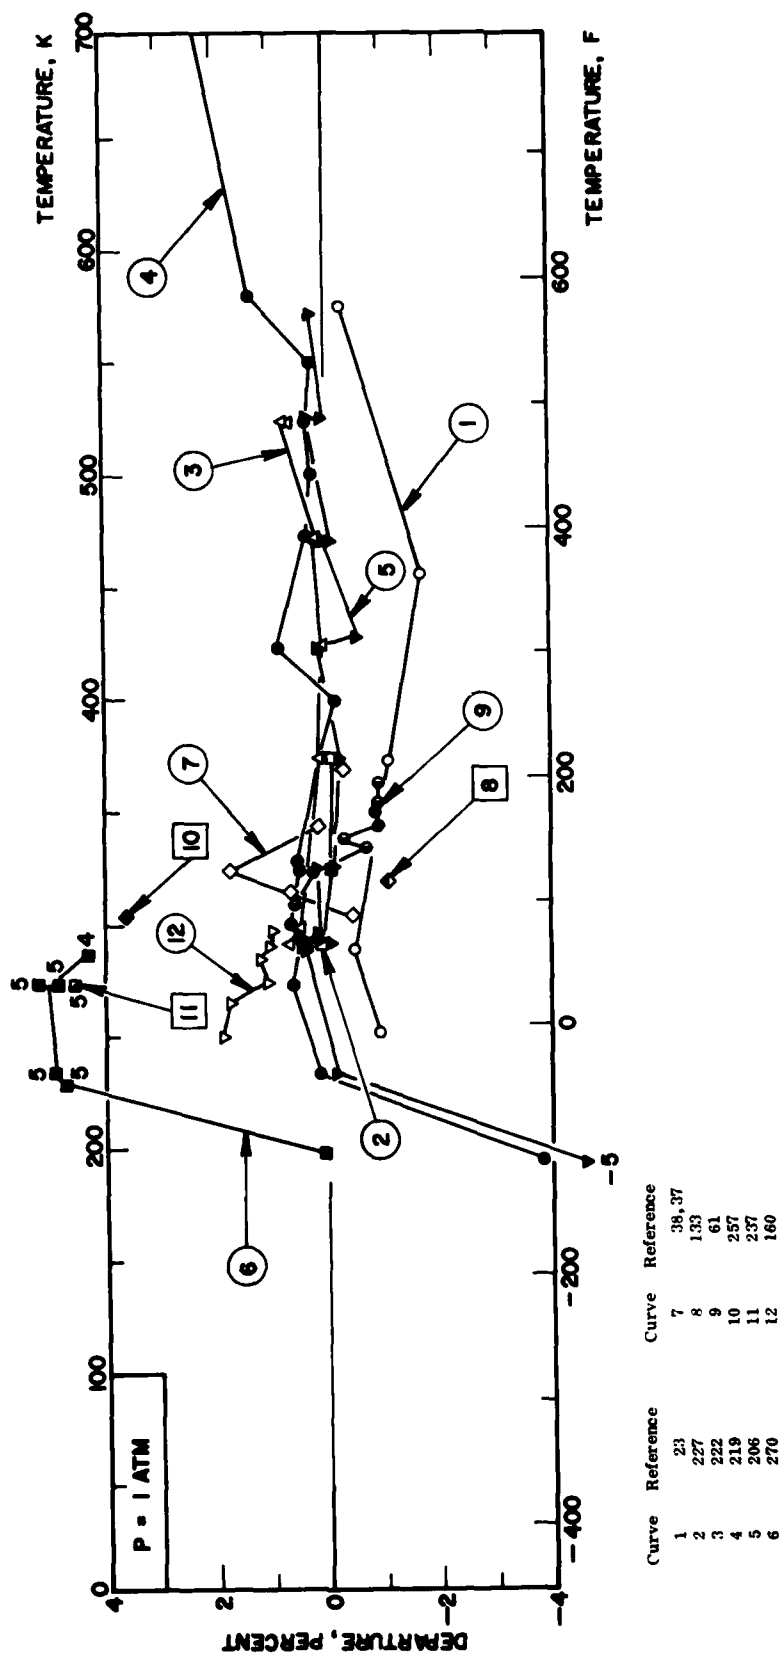 TEMPERATURE, K
0 100 200 400 500 600 700
P = 1 ATM
DEPARTURE, PERCENT
4
2
0
-2
-4
5
5
5
5
5
4
-5
6
11
12
10
7
2
8
9
5
3
1
4
-400 -200 0 200 400 600
TEMPERATURE, F
Curve Reference Curve Reference
1 23 7 38,37
2 227 8 133
3 222 9 61
4 219 10 257
5 206 11 237
6 270 12 160